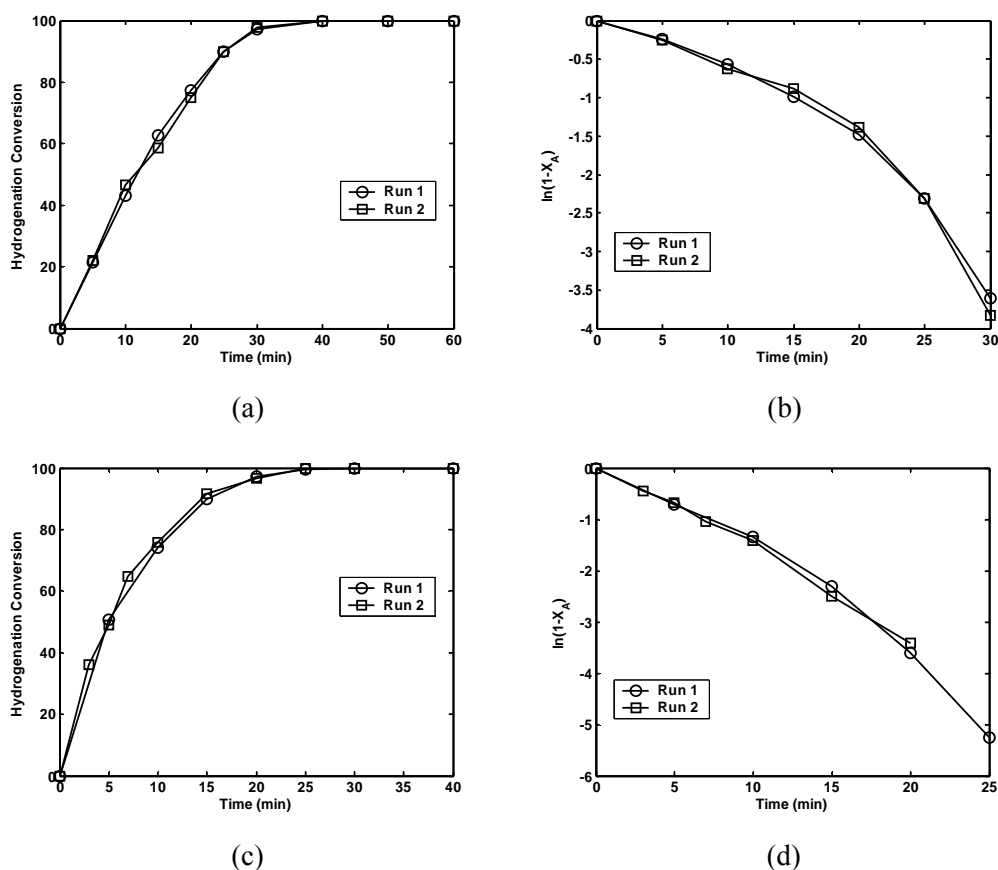 Hydrogenation Conversion
100
80
60
40
20
0
0 10 20 30 40 50 60
Time (min)
Run 1
Run 2
(a)
ln(1-X_A)
0
-0.5
-1
-1.5
-2
-2.5
-3
-3.5
-4
0 5 10 15 20 25 30
Time (min)
Run 1
Run 2
(b)
Hydrogenation Conversion
100
80
60
40
20
0
0 5 10 15 20 25 30 35 40
Time (min)
Run 1
Run 2
(c)
ln(1-X_A)
0
-1
-2
-3
-4
-5
-6
0 5 10 15 20 25
Time (min)
Run 1
Run 2
(d)